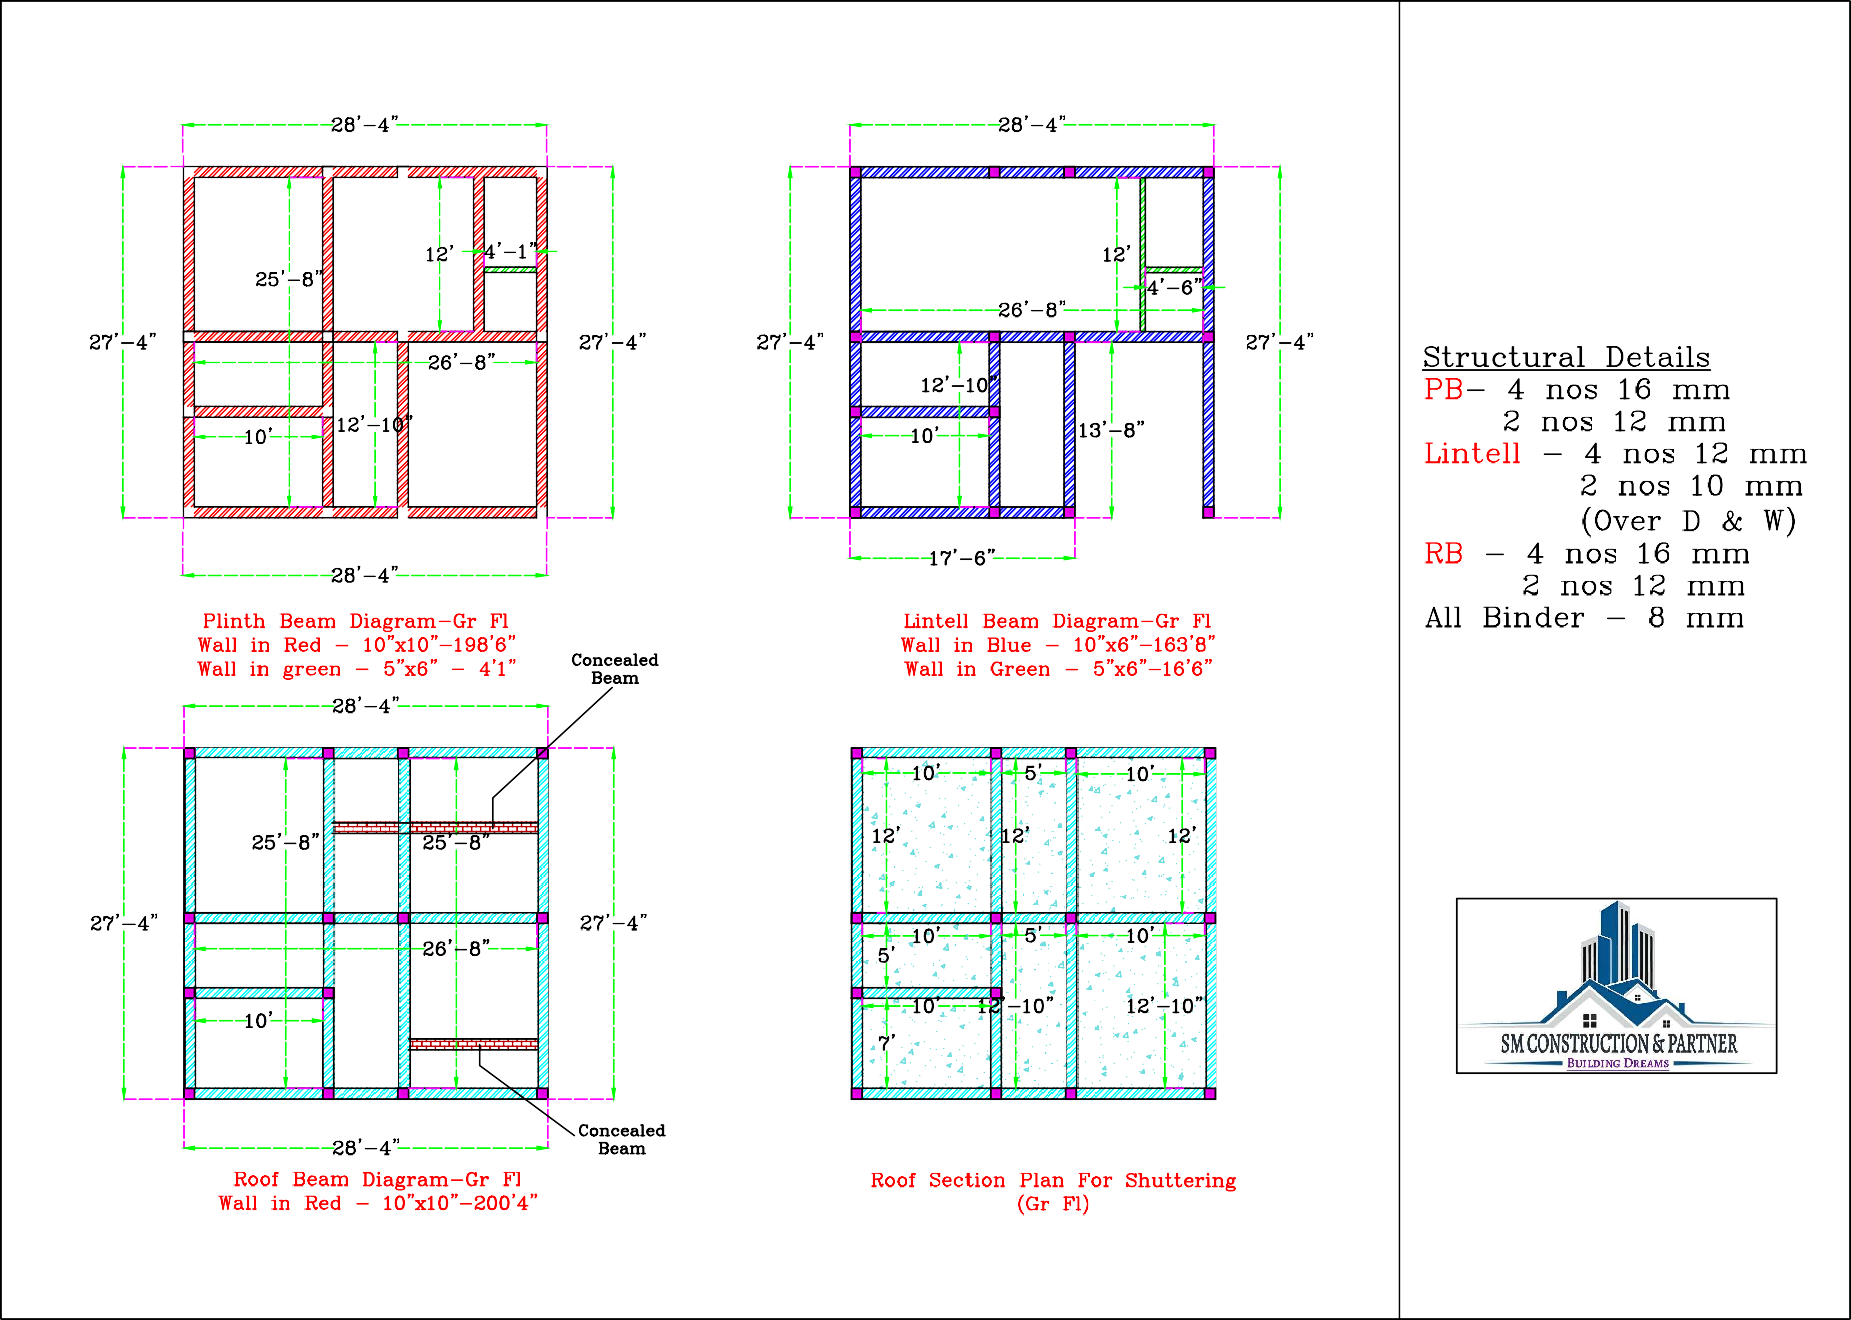 28'-4"
27'-4"
25'-8"
12'
4'-1"
27'-4"
26'-8"
10'
12'-10"
28'-4"
Plinth Beam Diagram-Gr Fl
Wall in Red - 10"x10"-198'6"
Wall in green - 5"x6" - 4'1"
28'-4"
27'-4"
12'
4'-6"
26'-8"
27'-4"
12'-10"
10'
13'-8"
17'-6"
Lintell Beam Diagram-Gr Fl
Wall in Blue - 10"x6"-163'8"
Wall in Green - 5"x6"-16'6"
Concealed
Beam
28'-4"
25'-8"
25'-8"
27'-4"
27'-4"
26'-8"
10'
Concealed
Beam
28'-4"
Roof Beam Diagram-Gr Fl
Wall in Red - 10"x10"-200'4"
10'
5'
10'
12'
12'
12'
10'
5'
10'
5'
10'
12'-10"
12'-10"
7'
Roof Section Plan For Shuttering
(Gr Fl)
Structural Details
PB- 4 nos 16 mm
2 nos 12 mm
Lintell - 4 nos 12 mm
2 nos 10 mm
(Over D & W)
RB - 4 nos 16 mm
2 nos 12 mm
All Binder - 8 mm
SM CONSTRUCTION & PARTNER
BUILDING DREAMS